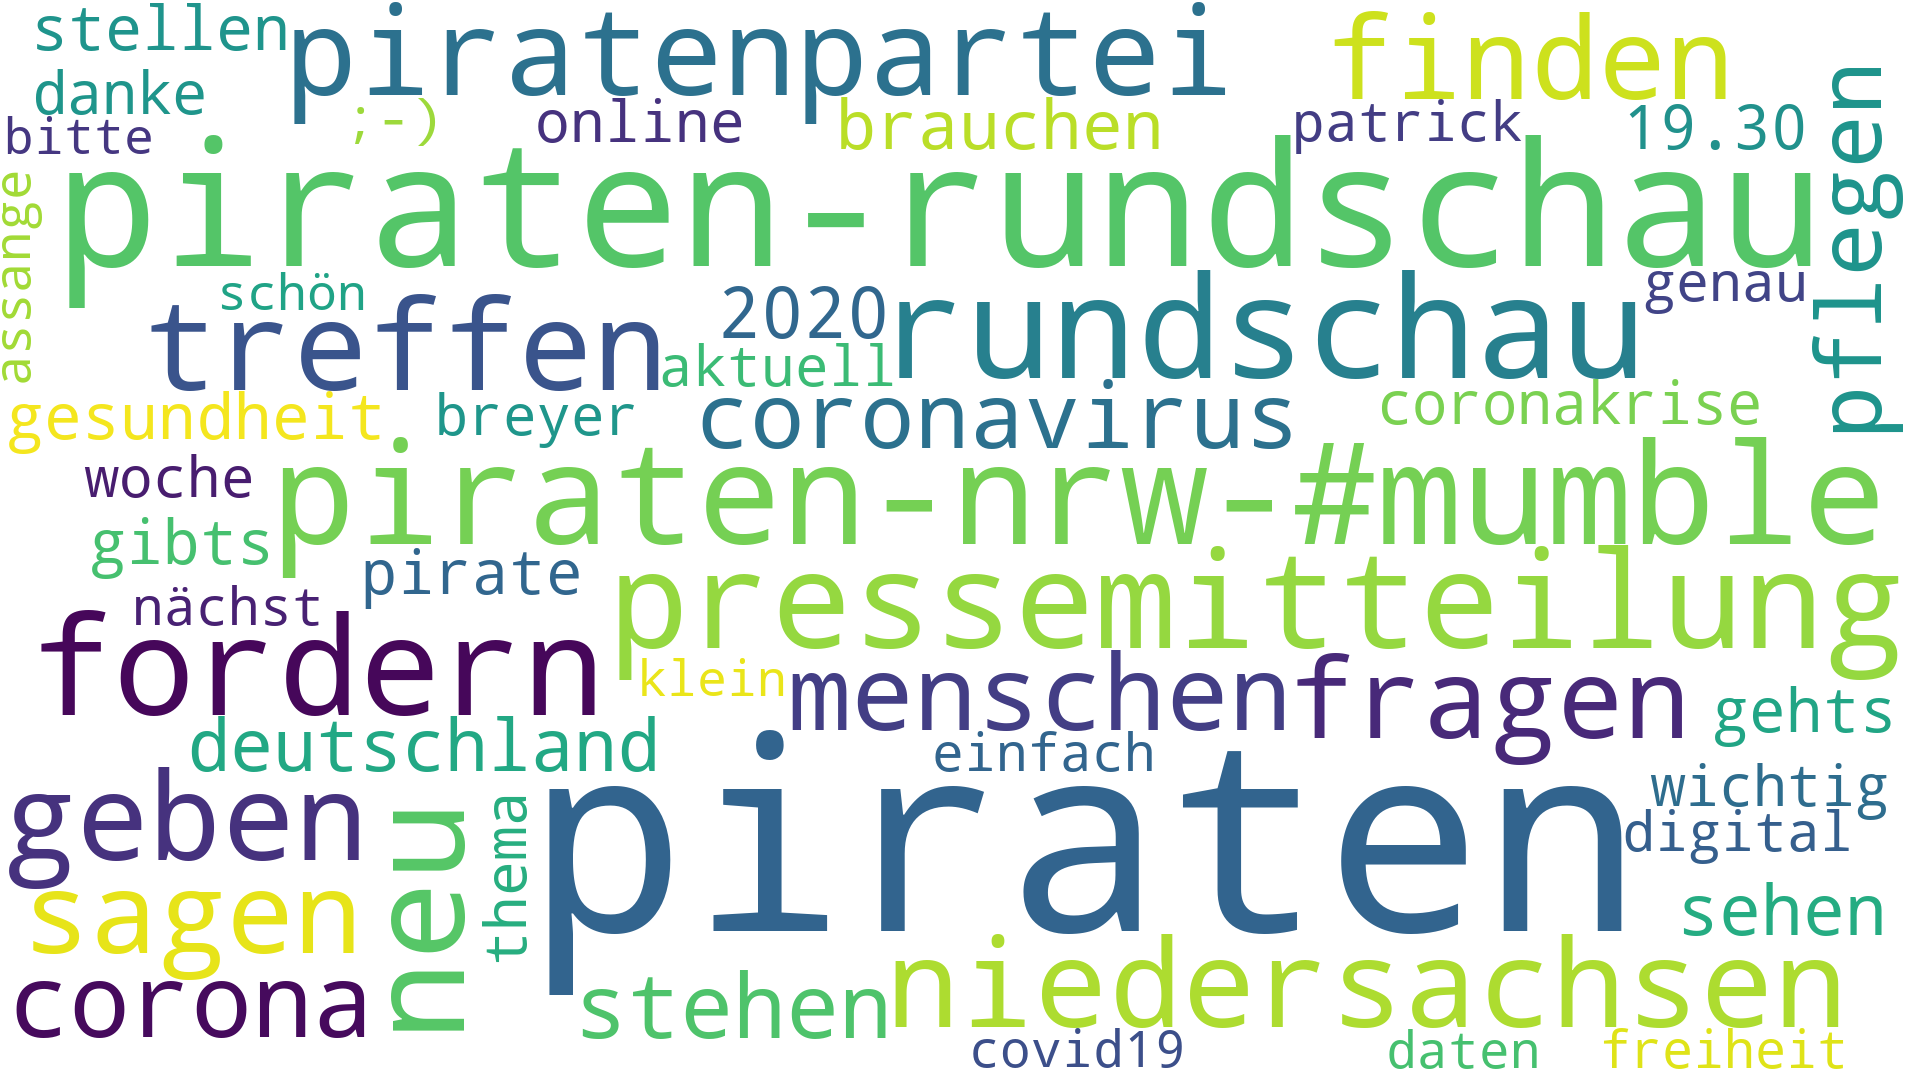 stellen
piratenpartei
finden
danke
;-)
online
brauchen
patrick
19.30
bitte
pflegen
piraten-rundschau
assange
schön
treffen
2020
rundschau
genau
aktuell
gesundheit
breyer
coronavirus
coronakrise
woche
piraten-nrw-#mumble
gibts
pirate
pressemitteilung
nächst
fordern
klein
menschen
fragen
gehts
deutschland
einfach
piraten
wichtig
digital
geben
neu
thema
sagen
sehen
corona
stehen
niedersachsen
covid19
daten
freiheit